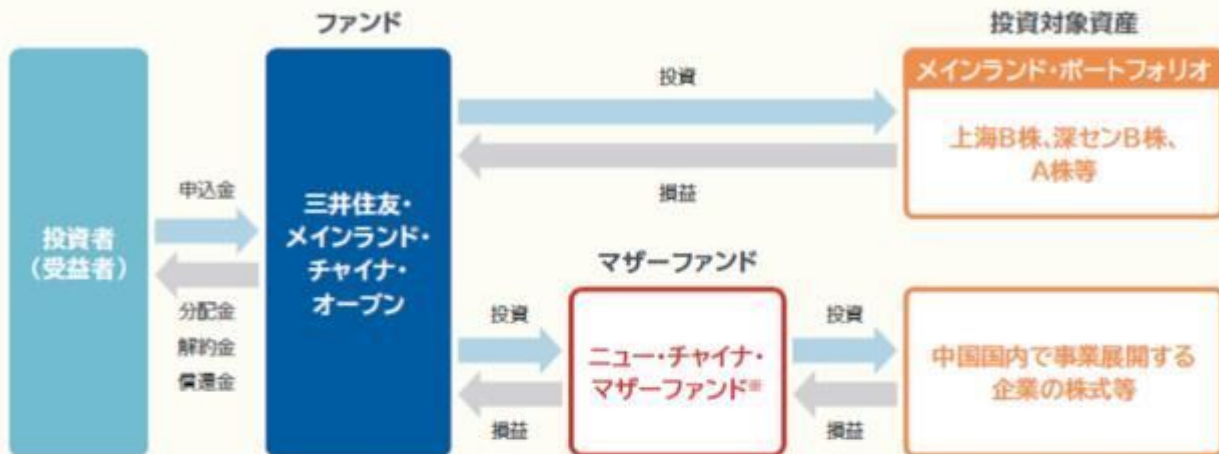 ファンド
投資対象資産
投資者
（受益者）
申込金
分配金
解約金
償還金
三井住友・
メインランド・
チャイナ・
オープン
投資
損益
メインランド・ポートフォリオ
上海B株、深センB株、
A株等
マザーファンド
投資
損益
ニュー・チャイナ・
マザーファンド※
投資
損益
中国国内で事業展開する
企業の株式等